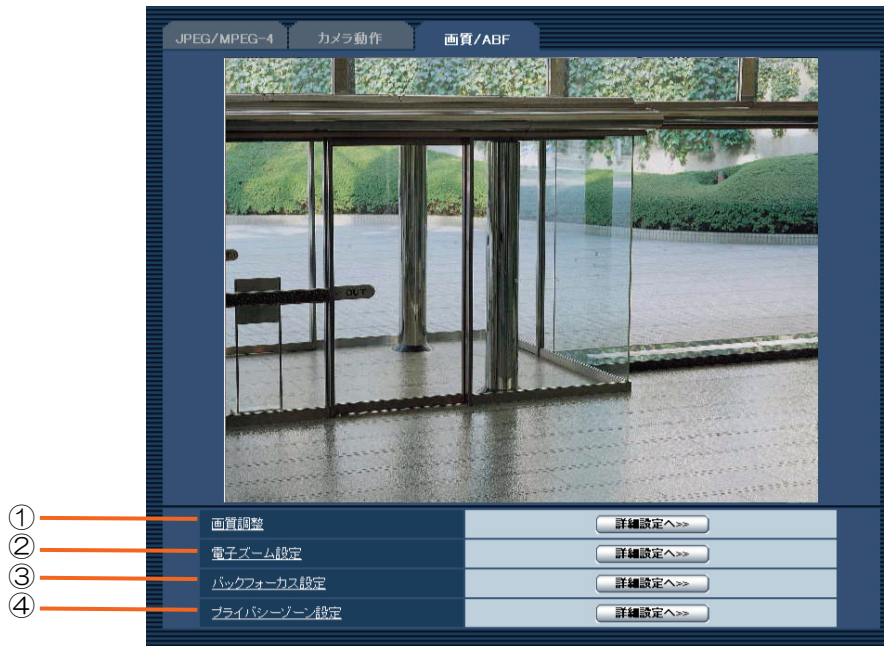 JPEG/MPEG-4 カメラ動作 画質/ABF
OUT
① 画質調整 詳細設定へ>>
② 電子ズーム設定 詳細設定へ>>
③ バックフォーカス設定 詳細設定へ>>
④ プライバシーゾーン設定 詳細設定へ>>